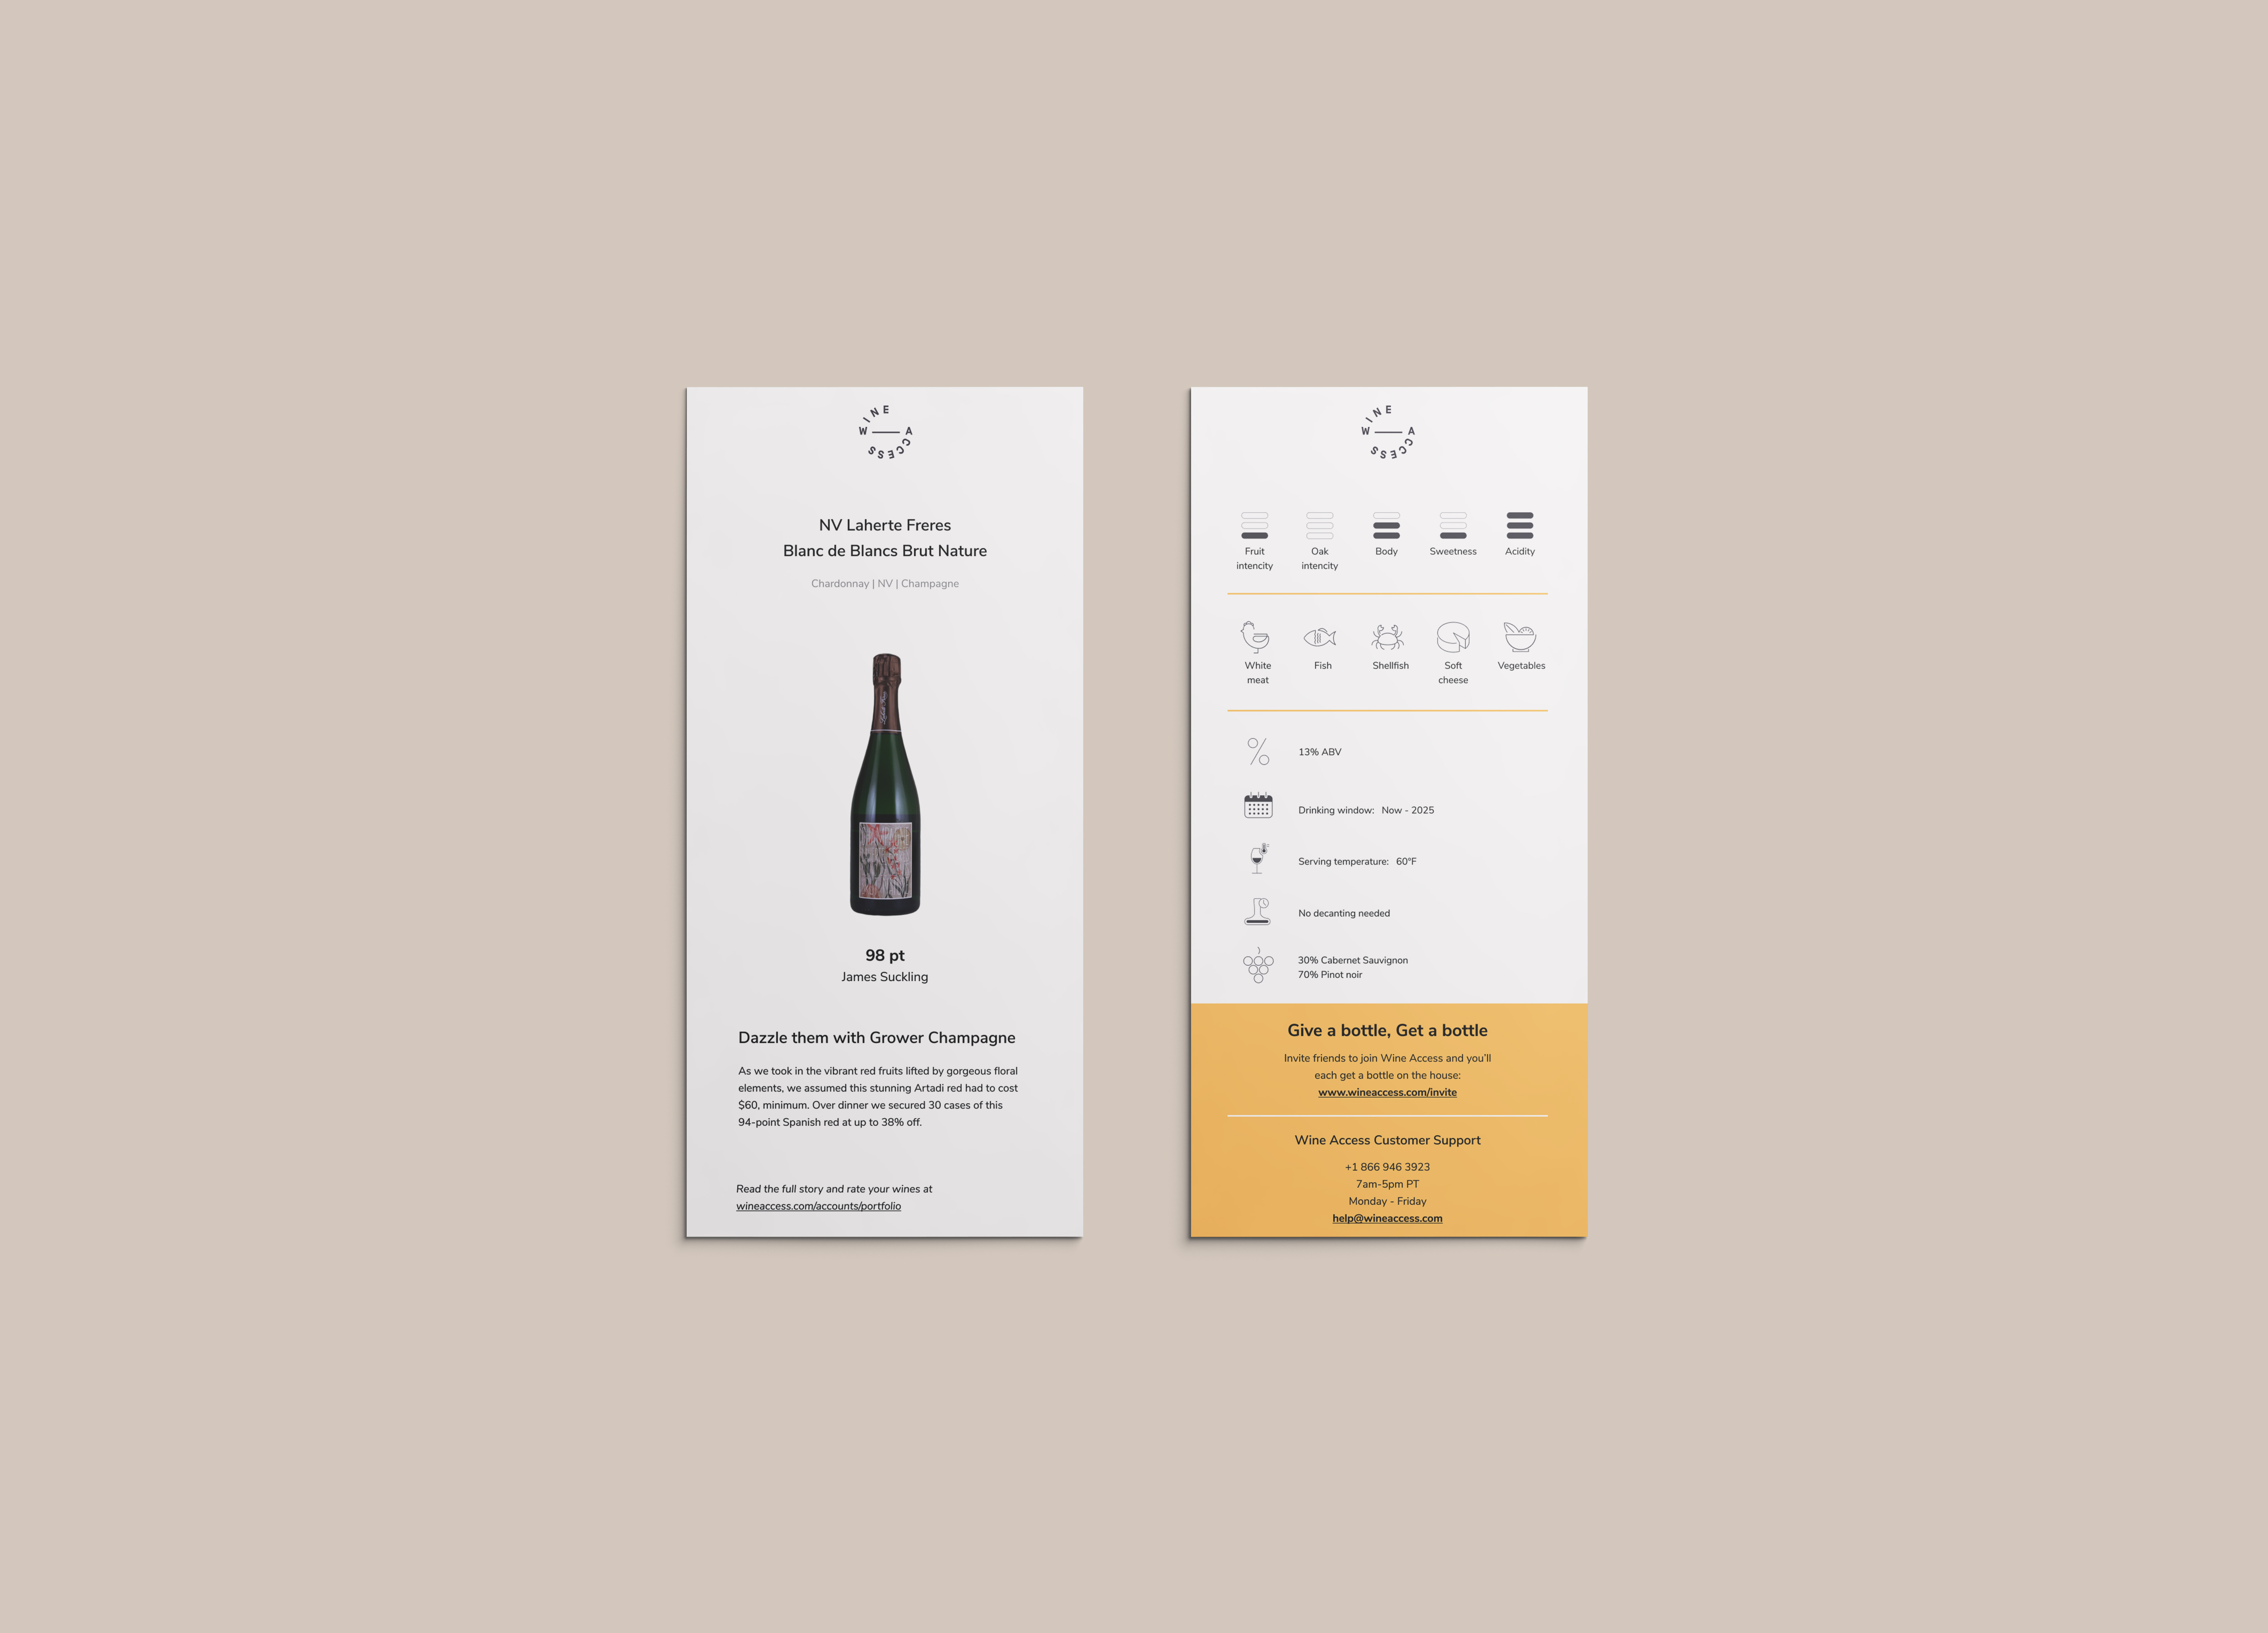 WINE ACCESS
NV Laherte Freres
Blanc de Blancs Brut Nature
Chardonnay | NV | Champagne
98 pt
James Suckling
Dazzle them with Grower Champagne
As we took in the vibrant red fruits lifted by gorgeous floral
elements, we assumed this stunning Artadi red had to cost
$60, minimum. Over dinner we secured 30 cases of this
94-point Spanish red at up to 38% off.
Read the full story and rate your wines at
wineaccess.com/accounts/portfolio
WINE ACCESS
Fruit
intencity
Oak
intencity
Body
Sweetness
Acidity
White
meat
Fish
Shellfish
Soft
cheese
Vegetables
13% ABV
Drinking window: Now - 2025
Serving temperature: 60°F
No decanting needed
30% Cabernet Sauvignon
70% Pinot noir
Give a bottle, Get a bottle
Invite friends to join Wine Access and you'll
each get a bottle on the house:
www.wineaccess.com/invite
Wine Access Customer Support
+1 866 946 3923
7am-5pm PT
Monday - Friday
help@wineaccess.com